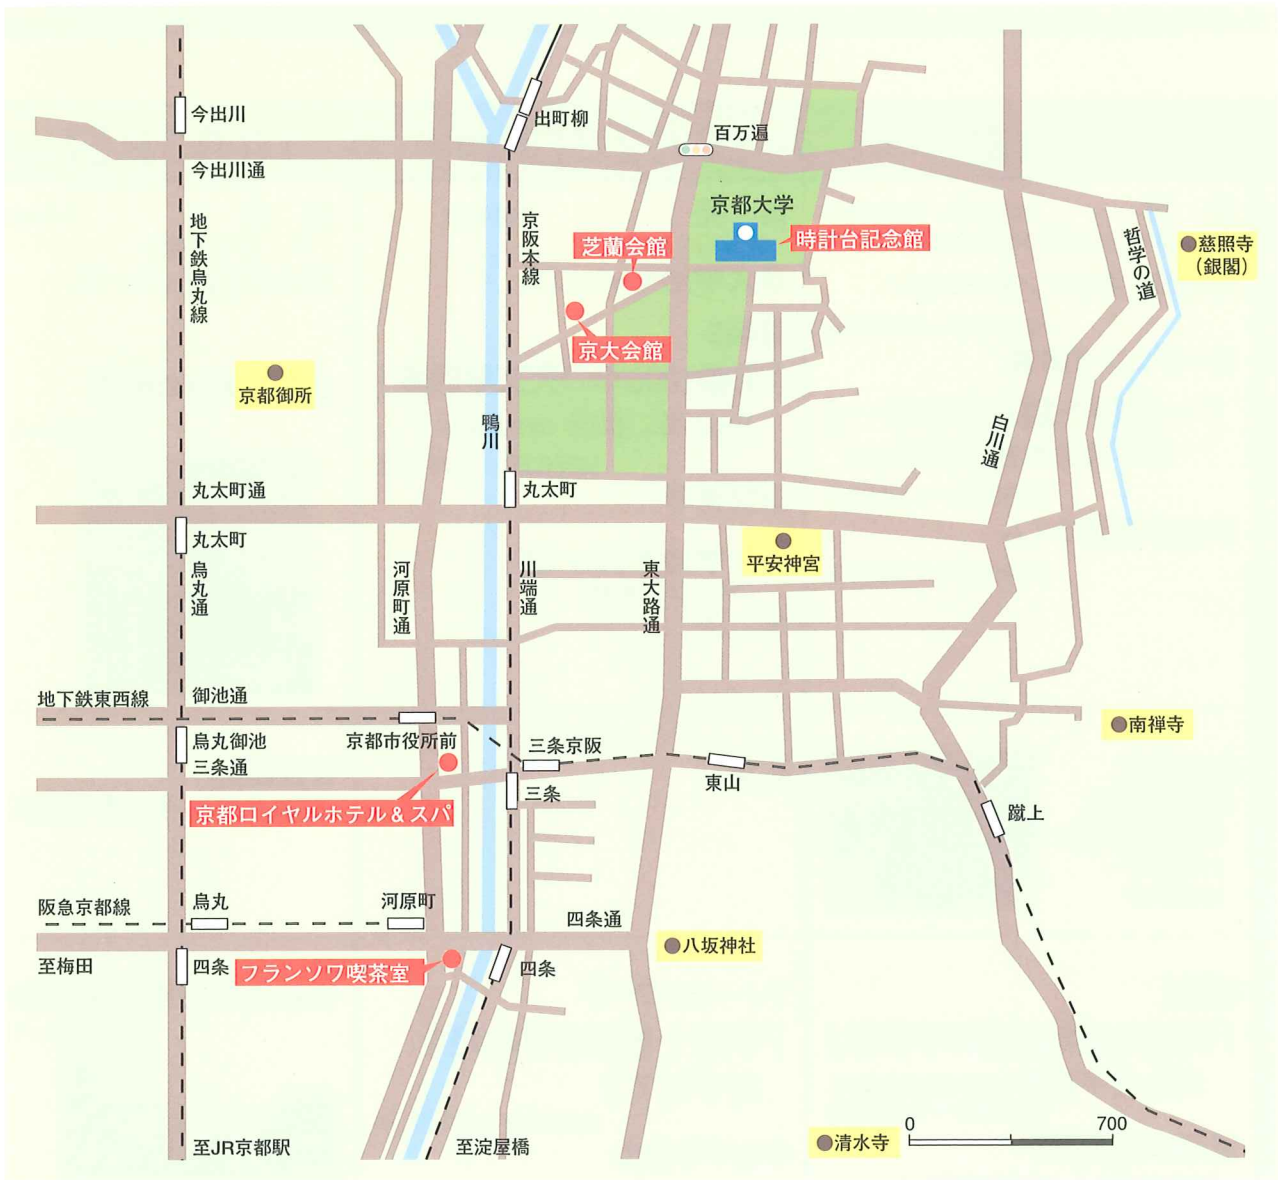 今出川
出町柳
百万遍
今出川通
京都大学
地下鉄烏丸線
京阪本線
芝蘭会館
時計台記念館
哲学の道
慈照寺
（銀閣）
京大会館
京都御所
鴨川
白川通
丸太町通
丸太町
丸太町
平安神宮
烏丸通
河原町通
川端通
東大路通
地下鉄東西線
御池通
南禅寺
烏丸御池
京都市役所前
三条京阪
三条通
東山
三条
蹴上
京都ロイヤルホテル＆スパ
阪急京都線
烏丸
河原町
四条通
八坂神社
至梅田
四条
フランソワ喫茶室
四条
0
700
至JR京都駅
至淀屋橋
清水寺